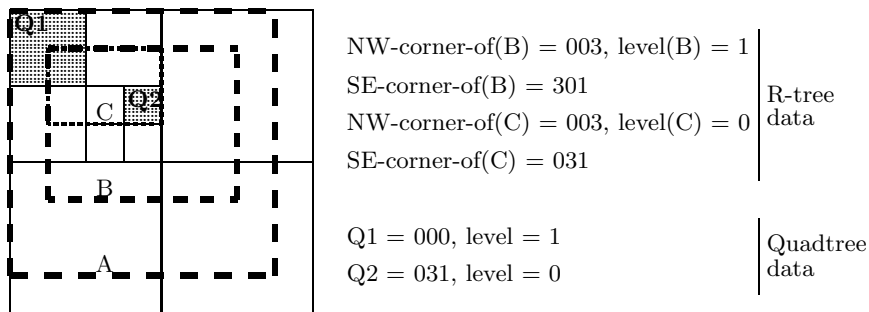 Q1
Q2
C
B
A
NW-corner-of(B) = 003, level(B) = 1
SE-corner-of(B) = 301
NW-corner-of(C) = 003, level(C) = 0
SE-corner-of(C) = 031
R-tree
data
Q1 = 000, level = 1
Q2 = 031, level = 0
Quadtree
data